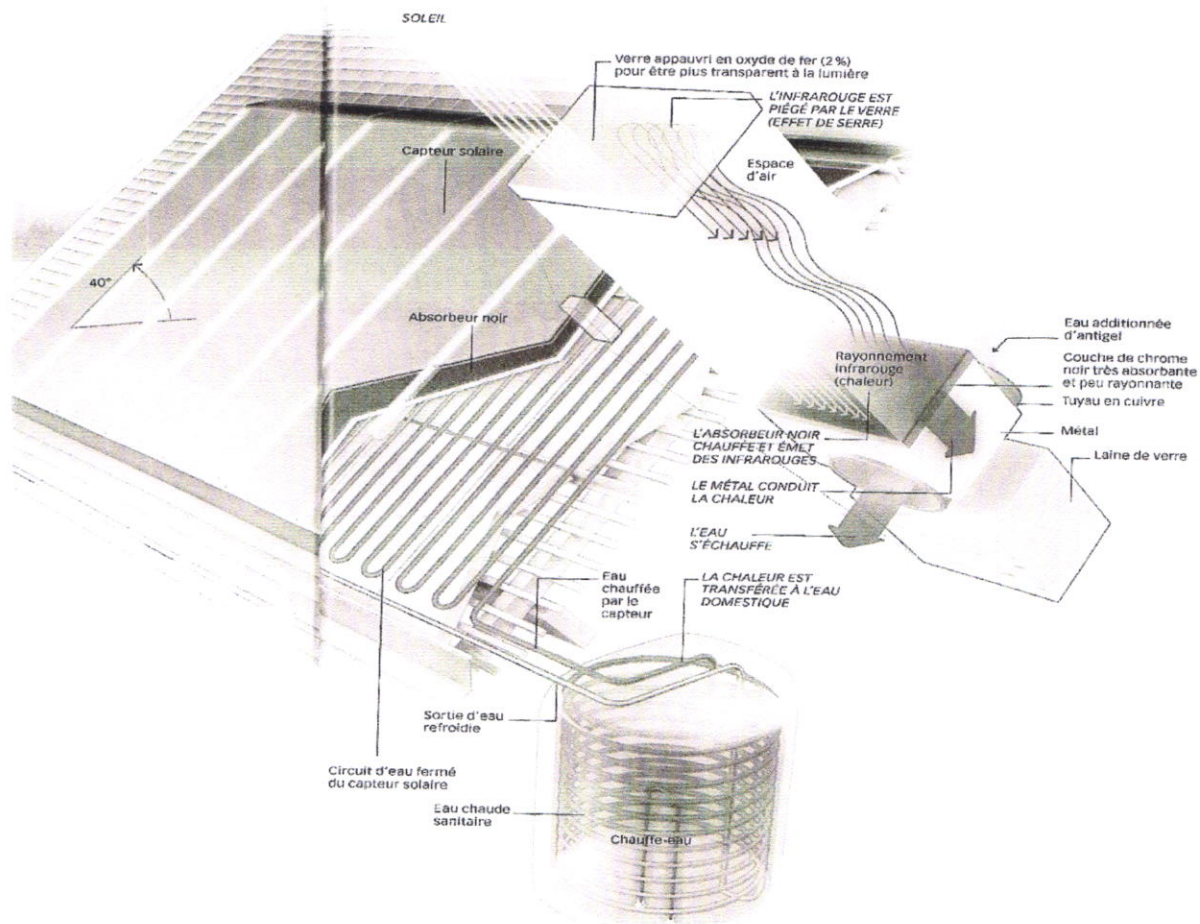 SOLEIL
Verre appauvri en oxyde de fer (2%)
pour être plus transparent à la lumière
L'INFRAROUGE EST
PIÉGÉ PAR LE VERRE
(EFFET DE SERRE)
Capteur solaire
Espace
d'air
40°
Absorbeur noir
Eau additionnée
d'antigel
Rayonnement
infrarouge
(chaleur)
Couche de chrome
noir très absorbante
et peu rayonnante
Tuyau en cuivre
Métal
L'ABSORBEUR NOIR
CHAUFFE ET ÉMET
DES INFRAROUGES
Laine de verre
LE MÉTAL CONDUIT
LA CHALEUR
L'EAU
S'ÉCHAUFFE
Eau
chauffée
par le
capteur
LA CHALEUR EST
TRANSFÉRÉE À L'EAU
DOMESTIQUE
Sortie d'eau
refroidie
Circuit d'eau fermé
du capteur solaire
Eau chaude
sanitaire
Chauffe-eau